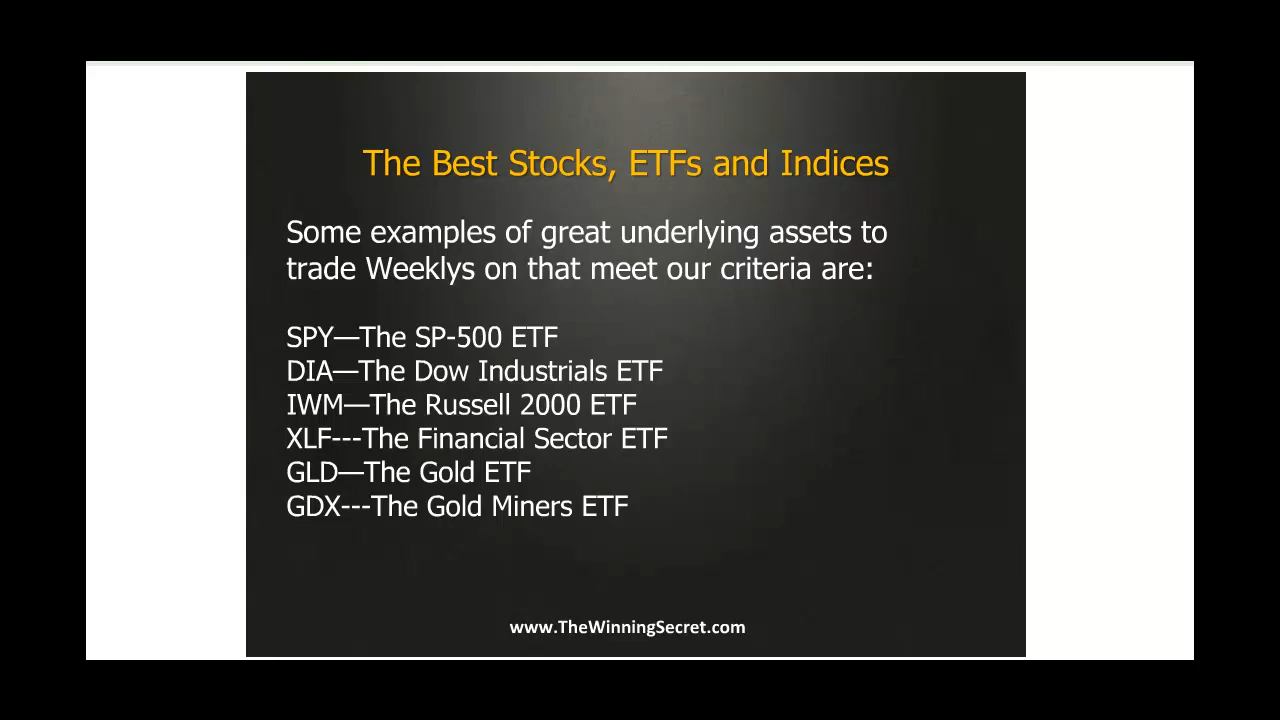 The Best Stocks, ETFs and Indices
Some examples of great underlying assets to
trade Weeklys on that meet our criteria are:
SPY—The SP-500 ETF
DIA—The Dow Industrials ETF
IWM—The Russell 2000 ETF
XLF---The Financial Sector ETF
GLD—The Gold ETF
GDX---The Gold Miners ETF
www.TheWinningSecret.com